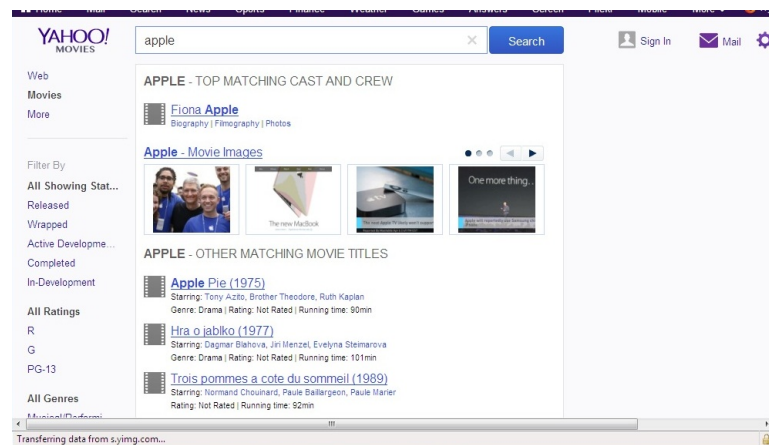 Home Mail Search News Sports Finance Weather Games Answers Screen Flickr Mobile More
YAHOO!
MOVIES
apple
Search
Sign In
Mail
Web
Movies
More
Filter By
All Showing Stat...
Released
Wrapped
Active Developme...
Completed
In-Development
All Ratings
R
G
PG-13
All Genres
APPLE - TOP MATCHING CAST AND CREW
Fiona Apple
Biography | Filmography | Photos
Apple - Movie Images
The new MacBook
One more thing...
APPLE - OTHER MATCHING MOVIE TITLES
Apple Pie (1975)
Starring: Tony Azito, Brother Theodore, Ruth Kaplan
Genre: Drama | Rating: Not Rated | Running time: 90min
Hra o jablko (1977)
Starring: Dagmar Blahova, Jiri Menzel, Evelyna Steimarova
Genre: Drama | Rating: Not Rated | Running time: 101min
Trois pommes a cote du sommeil (1989)
Starring: Normand Chouinard, Paule Baillargeon, Paule Marier
Rating: Not Rated | Running time: 92min
Transferring data from s.yimg.com...